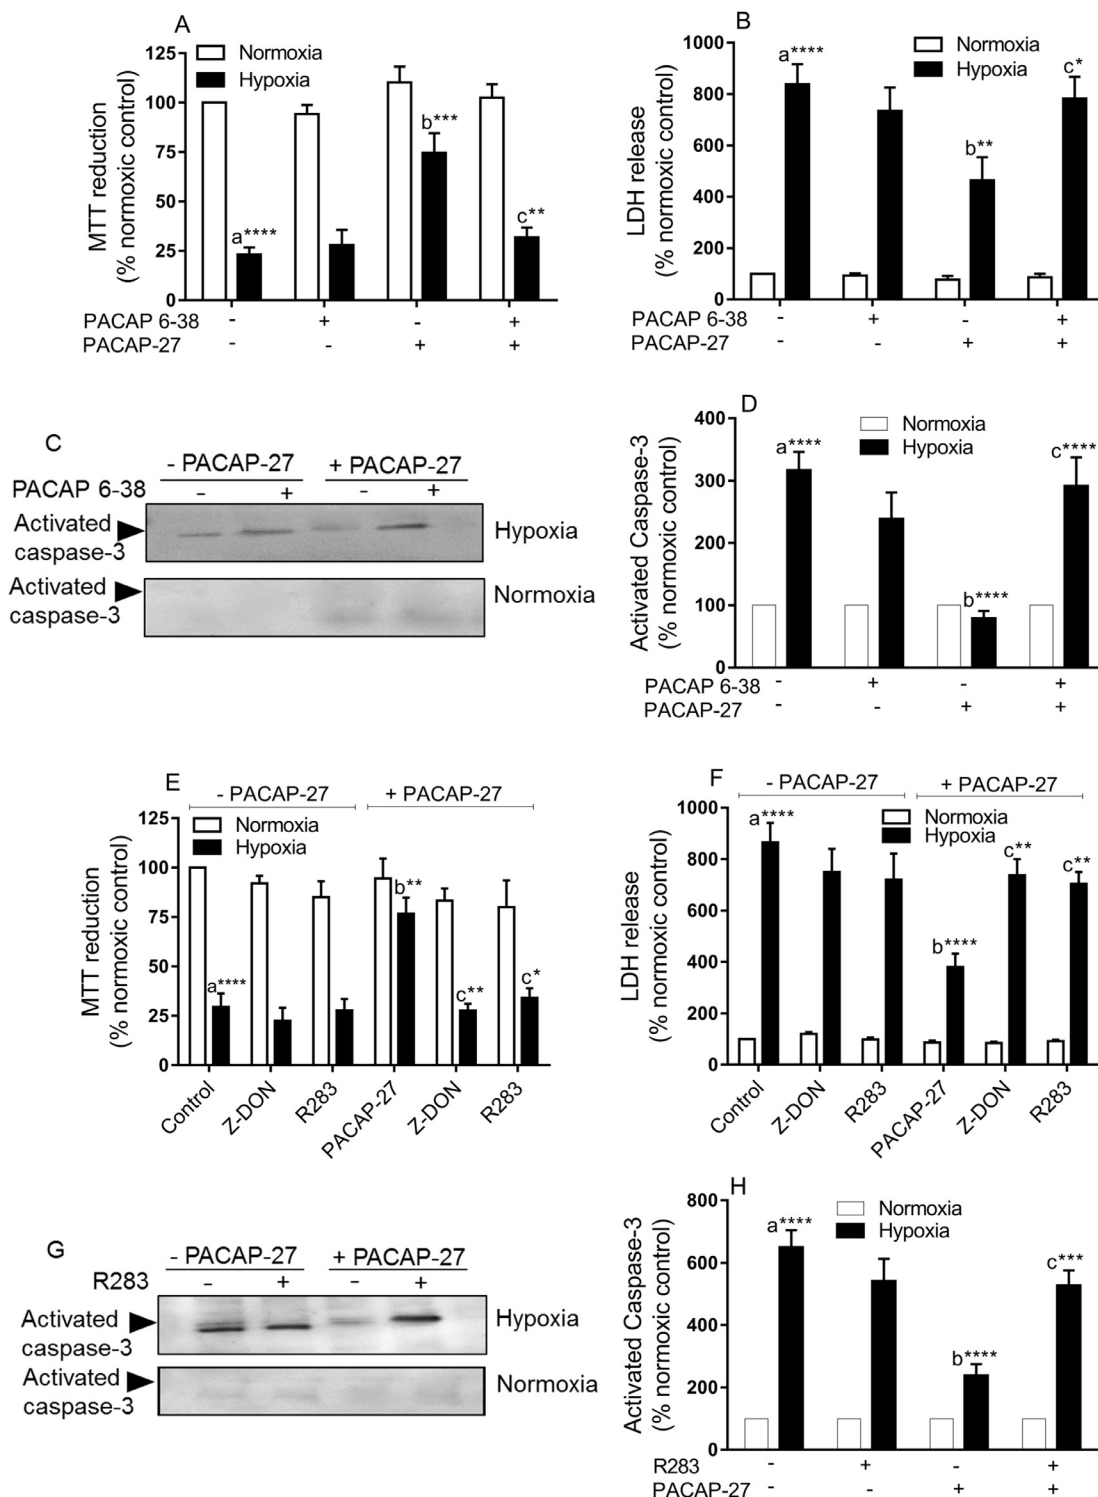 A
125
100
75
50
25
0
MTT reduction
(% normoxic control)
Normoxia
Hypoxia
a****
b***
c**
PACAP 6-38 - + - +
PACAP-27 - - + +
B
1000
800
600
400
200
0
LDH release
(% normoxic control)
Normoxia
Hypoxia
a****
b**
c*
PACAP 6-38 - + - +
PACAP-27 - - + +
C
- PACAP-27 + PACAP-27
PACAP 6-38 - + - +
Activated
caspase-3
Hypoxia
Activated
caspase-3
Normoxia
D
400
300
200
100
0
Activated Caspase-3
(% normoxic control)
Normoxia
Hypoxia
a****
b****
c****
PACAP 6-38 - + - +
PACAP-27 - - + +
E
- PACAP-27 + PACAP-27
125
100
75
50
25
0
MTT reduction
(% normoxic control)
Normoxia
Hypoxia
a****
b**
c**
c*
Control Z-DON R283 PACAP-27 Z-DON R283
F
- PACAP-27 + PACAP-27
1000
800
600
400
200
0
LDH release
(% normoxic control)
Normoxia
Hypoxia
a****
b****
c**
c**
Control Z-DON R283 PACAP-27 Z-DON R283
G
- PACAP-27 + PACAP-27
R283 - + - +
Activated
caspase-3
Hypoxia
Activated
caspase-3
Normoxia
H
800
600
400
200
0
Activated Caspase-3
(% normoxic control)
Normoxia
Hypoxia
a****
b****
c***
R283 - + - +
PACAP-27 - - + +